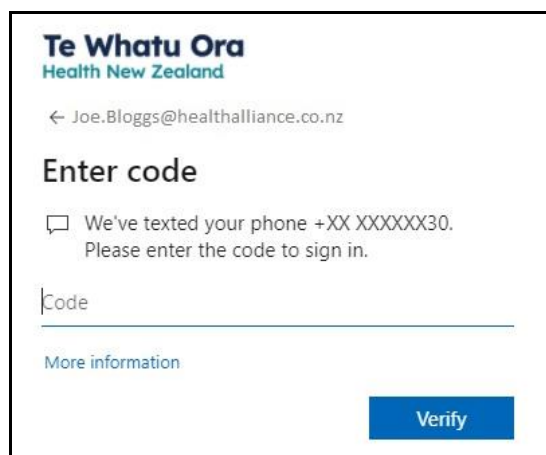 Te Whatu Ora
Health New Zealand
← Joe.Bloggs@healthalliance.co.nz
Enter code
We've texted your phone +XX XXXXXX30.
Please enter the code to sign in.
Code
More information
Verify